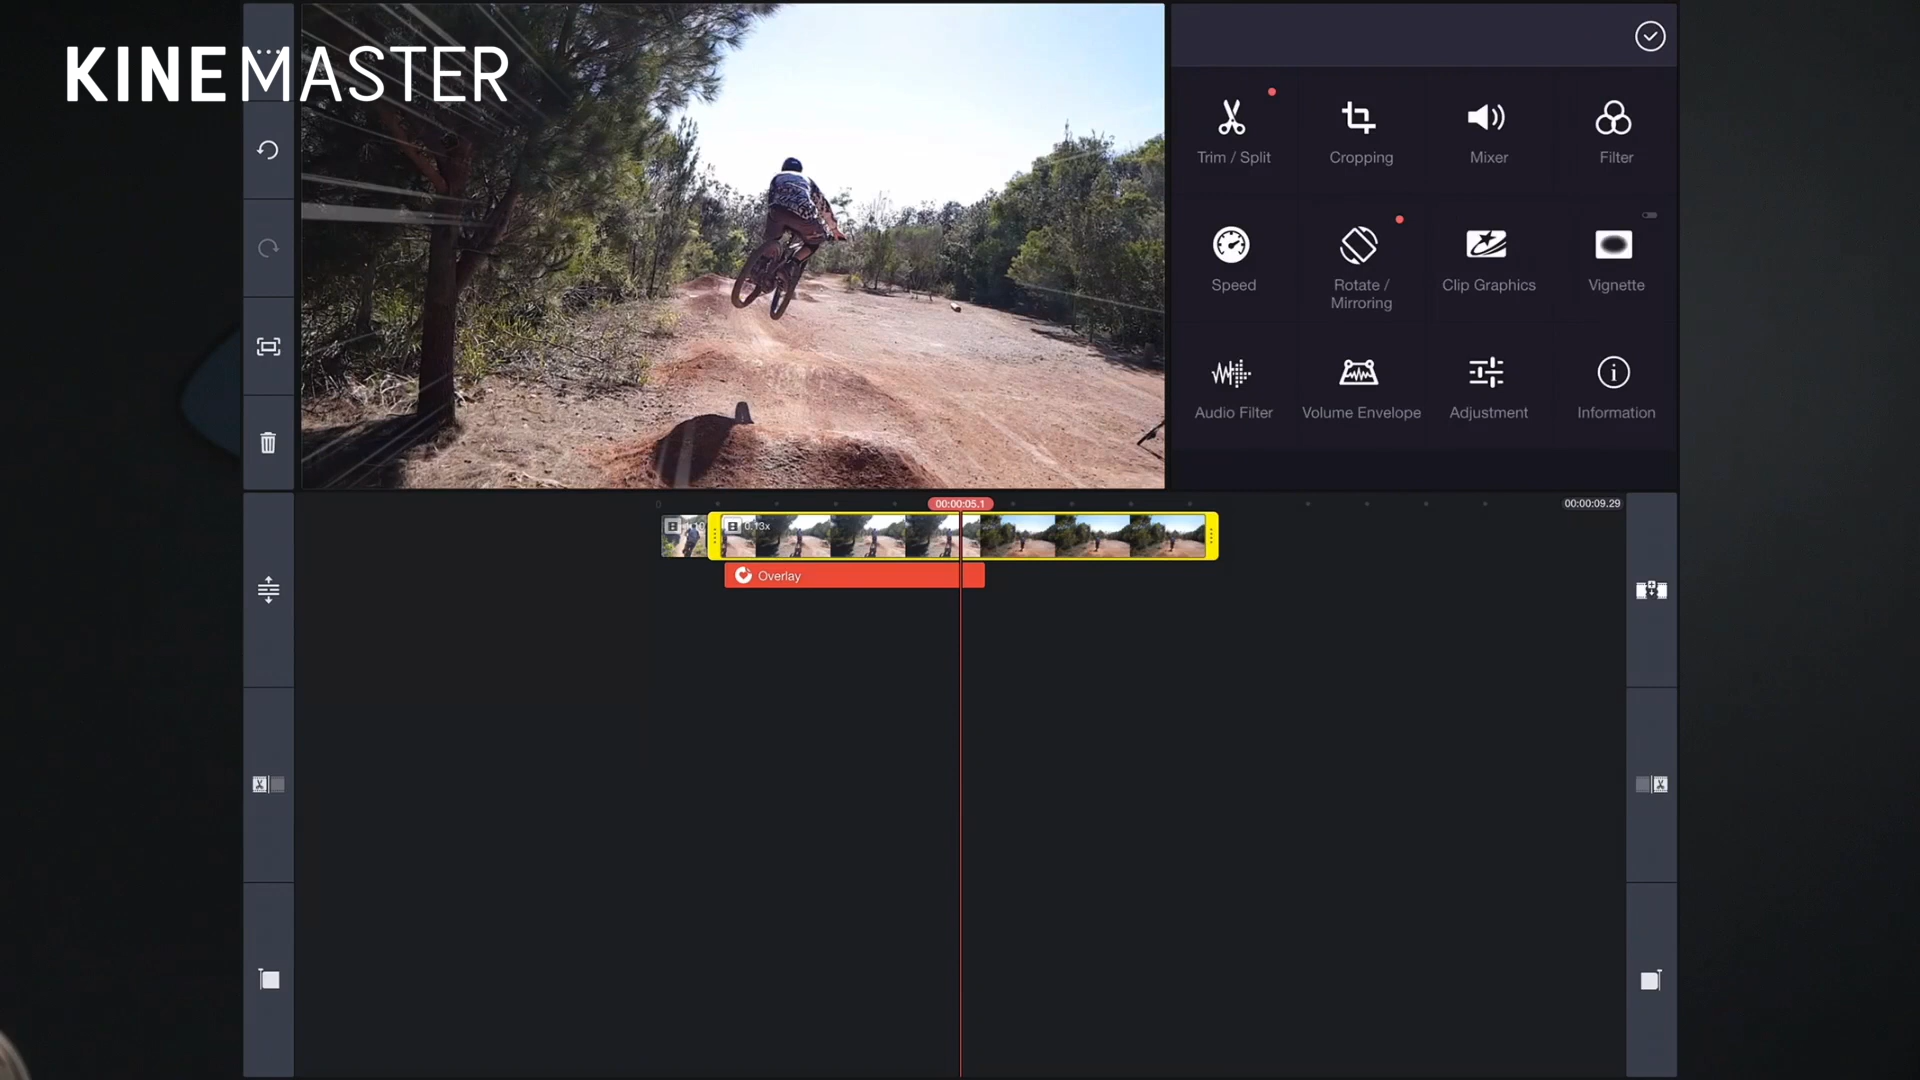 KINEMASTER
Trim / Split
Cropping
Mixer
Filter
Speed
Rotate /
Mirroring
Clip Graphics
Vignette
Audio Filter
Volume Envelope
Adjustment
Information
00:00:05.1
00:00:09.29
0
0.13x
Overlay